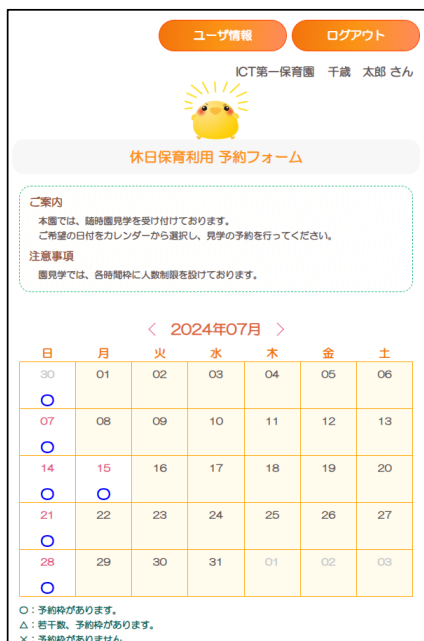 ユーザ情報 ログアウト
ICT第一保育園 千歳 太郎 さん
休日保育利用 予約フォーム
ご案内
本園では、随時園見学を受け付けております。
ご希望の日付をカレンダーから選択し、見学の予約を行ってください。
注意事項
園見学では、各時間枠に人数制限を設けております。
< 2024年07月 >
日 月 火 水 木 金 土
30 01 02 03 04 05 06
○
07 08 09 10 11 12 13
○
14 15 16 17 18 19 20
○ ○
21 22 23 24 25 26 27
○
28 29 30 31 01 02 03
○
○：予約枠があります。
△：若干数、予約枠があります。
×：予約枠がありません。